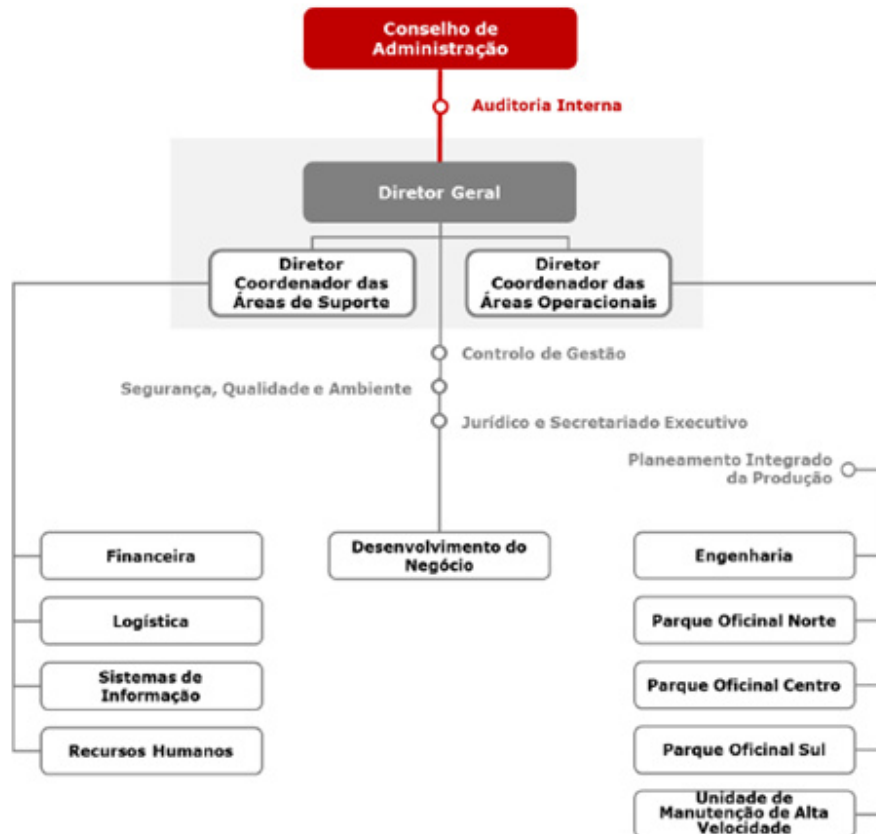 Conselho de
Administração
Auditoria Interna
Diretor Geral
Diretor
Coordenador das
Áreas de Suporte
Diretor
Coordenador das
Áreas Operacionais
Controlo de Gestão
Segurança, Qualidade e Ambiente
Jurídico e Secretariado Executivo
Planeamento Integrado
da Produção
Financeira
Logística
Sistemas de
Informação
Recursos Humanos
Desenvolvimento do
Negócio
Engenharia
Parque Oficinal Norte
Parque Oficinal Centro
Parque Oficinal Sul
Unidade de
Manutenção de Alta
Velocidade